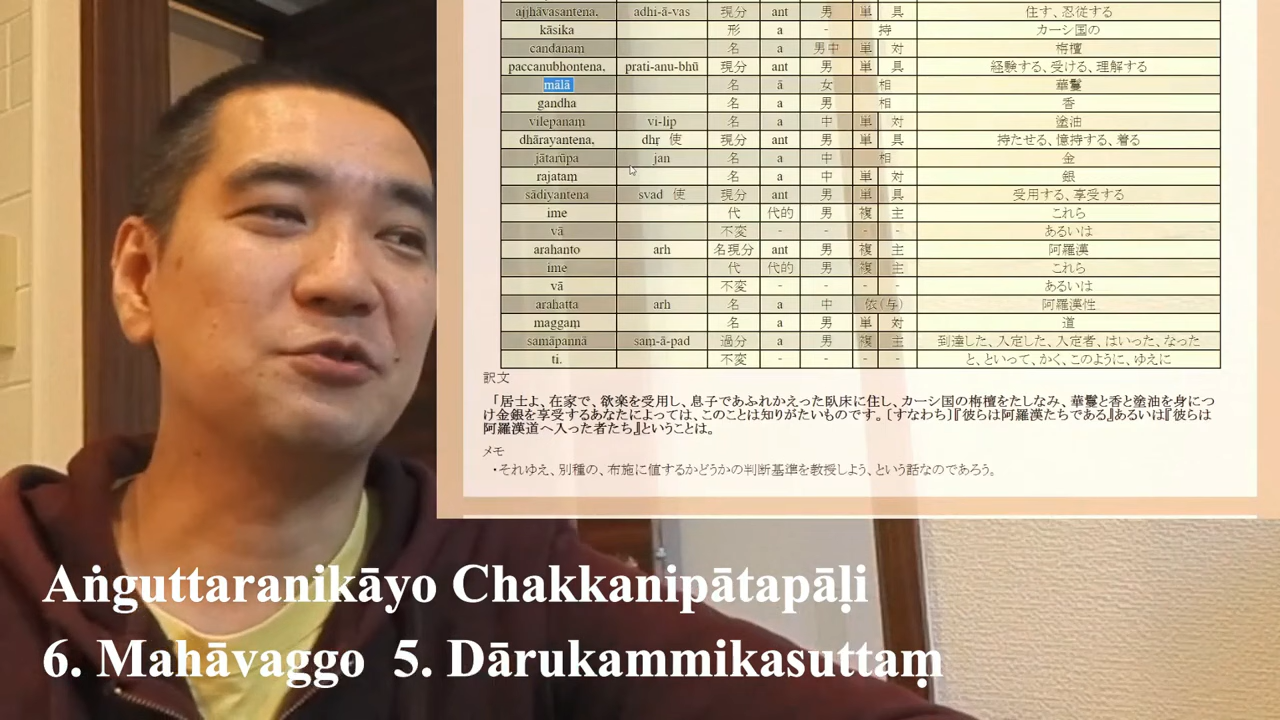 ajjhāvasantena, adhi-ā-vas 現分 ant 男 単 具 住す、忍従する
kāsika 形 a - 持 カーシ国の
candanaṃ 名 a 男中 単 対 栴檀
paccanubhontena, prati-anu-bhū 現分 ant 男 単 具 経験する、受ける、理解する
mālā 名 ā 女 相 華鬘
gandha 名 a 男 相 香
vilepanaṃ vi-lip 名 a 中 単 対 塗油
dhārayantena, dhṛ 使 現分 ant 男 単 具 持たせる、憶持する、着る
jātarūpa jan 名 a 中 相 金
rajataṃ 名 a 中 単 対 銀
sādiyantena svad 使 現分 ant 男 単 具 受用する、享受する
ime 代 代的 男 複 主 これら
vā 不変 - - - - あるいは
arahanto arh 名現分 ant 男 複 主 阿羅漢
ime 代 代的 男 複 主 これら
vā 不変 - - - - あるいは
arahatta arh 名 a 中 依(与) 阿羅漢性
maggaṃ 名 a 男 単 対 道
samāpannā saṃ-ā-pad 過分 a 男 複 主 到達した、入定した、入定者、はいった、なった
ti. 不変 - - - - と、といって、かく、このように、ゆえに
訳文
「居士よ、在家で、欲楽を受用し、息子であふれかえった臥床に住し、カーシ国の栴檀をたしなみ、華鬘と香と塗油を身につ
け金銀を享受するあなたによっては、このことは知りがたいものです。〔すなわち〕『彼らは阿羅漢たちである』あるいは『彼らは
阿羅漢道へ入った者たち』ということは。
メモ
・それゆえ、別種の、布施に値するかどうかの判断基準を教授しよう、という話なのであろう。
Aṅguttaranikāyo Chakkanipātapāḷi
6. Mahāvaggo 5. Dārukammikasuttaṃ